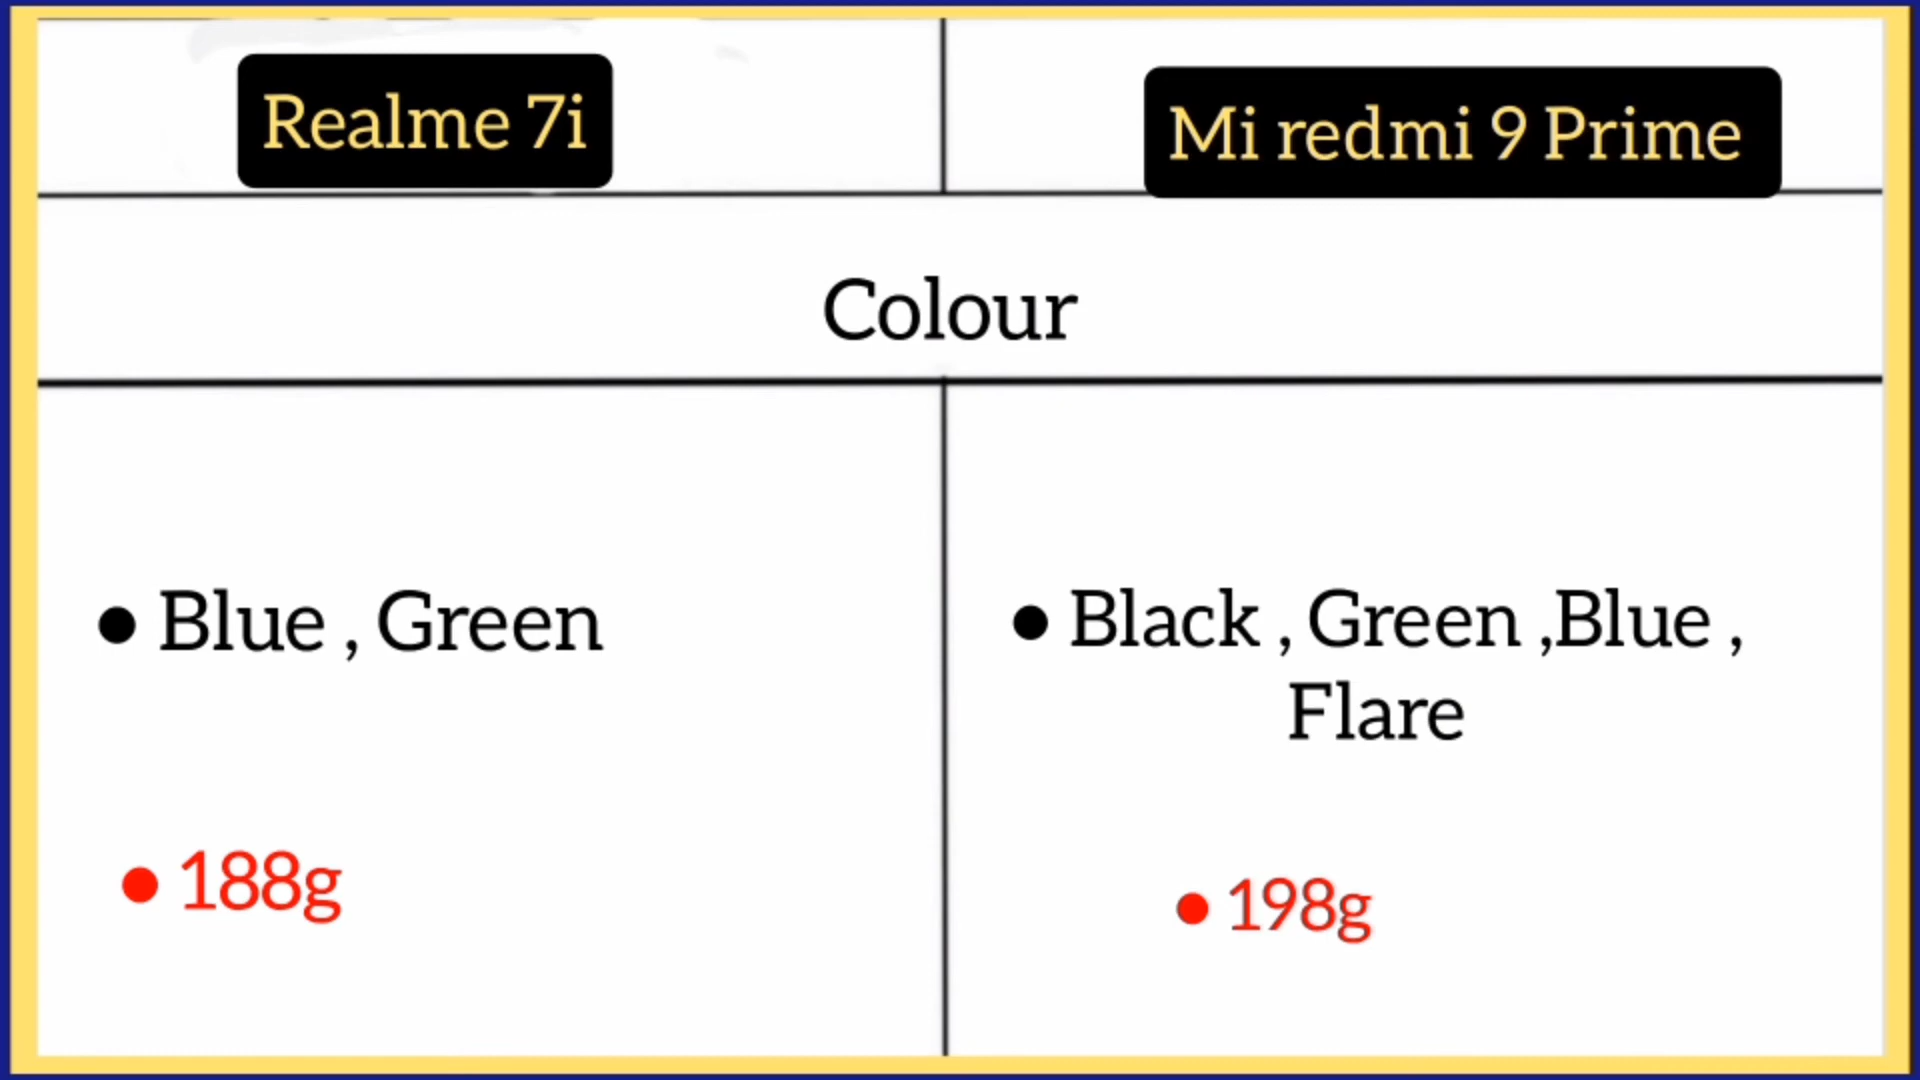 Realme 7i
Mi redmi 9 Prime
Colour
● Blue , Green
● Black , Green ,Blue ,
Flare
● 188g
● 198g